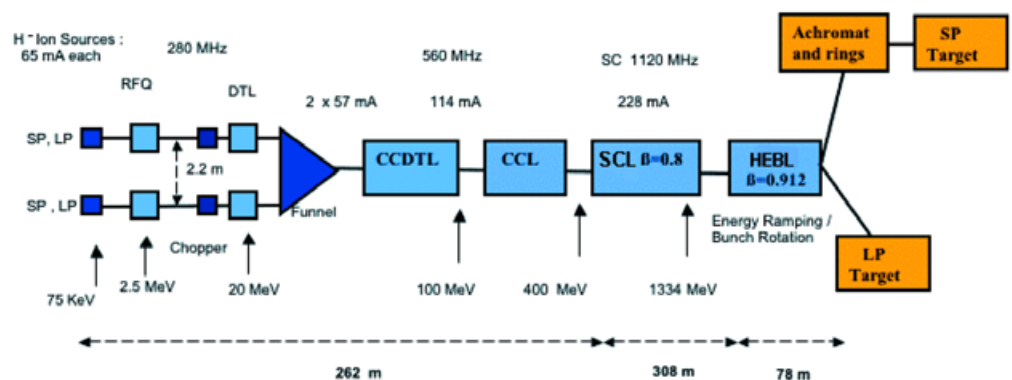 H⁻ Ion Sources :
65 mA each
280 MHz
560 MHz
SC 1120 MHz
Achromat
and rings
SP
Target
RFQ
DTL
2 x 57 mA
114 mA
228 mA
SP, LP
2.2 m
CCDTL
CCL
SCL ß=0.8
HEBL
ß=0.912
SP , LP
Funnel
Chopper
Energy Ramping /
Bunch Rotation
LP
Target
75 KeV
2.5 MeV
20 MeV
100 MeV
400 MeV
1334 MeV
262 m
308 m
78 m